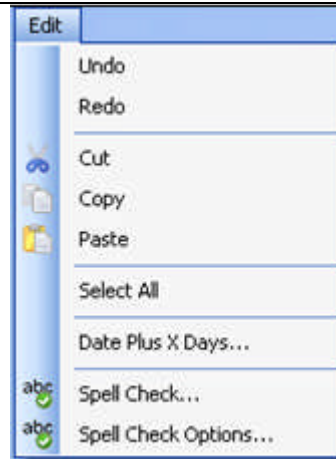 Edit
Undo
Redo
Cut
Copy
Paste
Select All
Date Plus X Days...
abc Spell Check...
abc Spell Check Options...